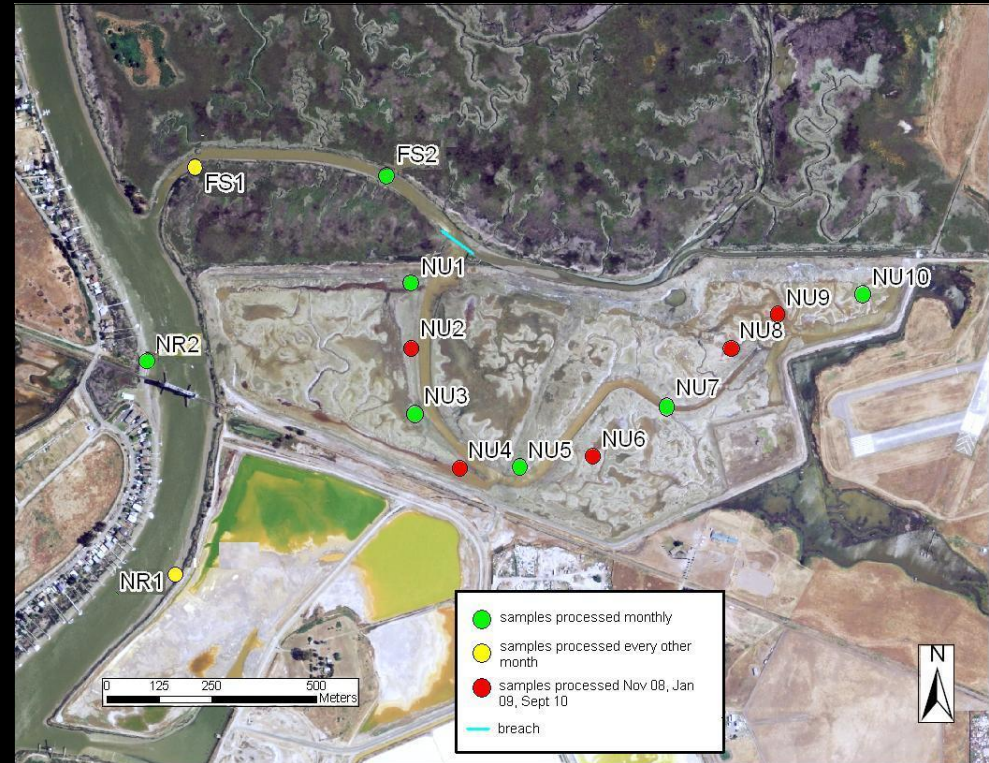 FS2
FS1
NU1
NU10
NU9
NU2
NU8
NR2
NU7
NU3
NU4
NU5
NU6
NR1
samples processed monthly
samples processed every other
month
samples processed Nov 08, Jan
09, Sept 10
breach
N
0 125 250 500
Meters